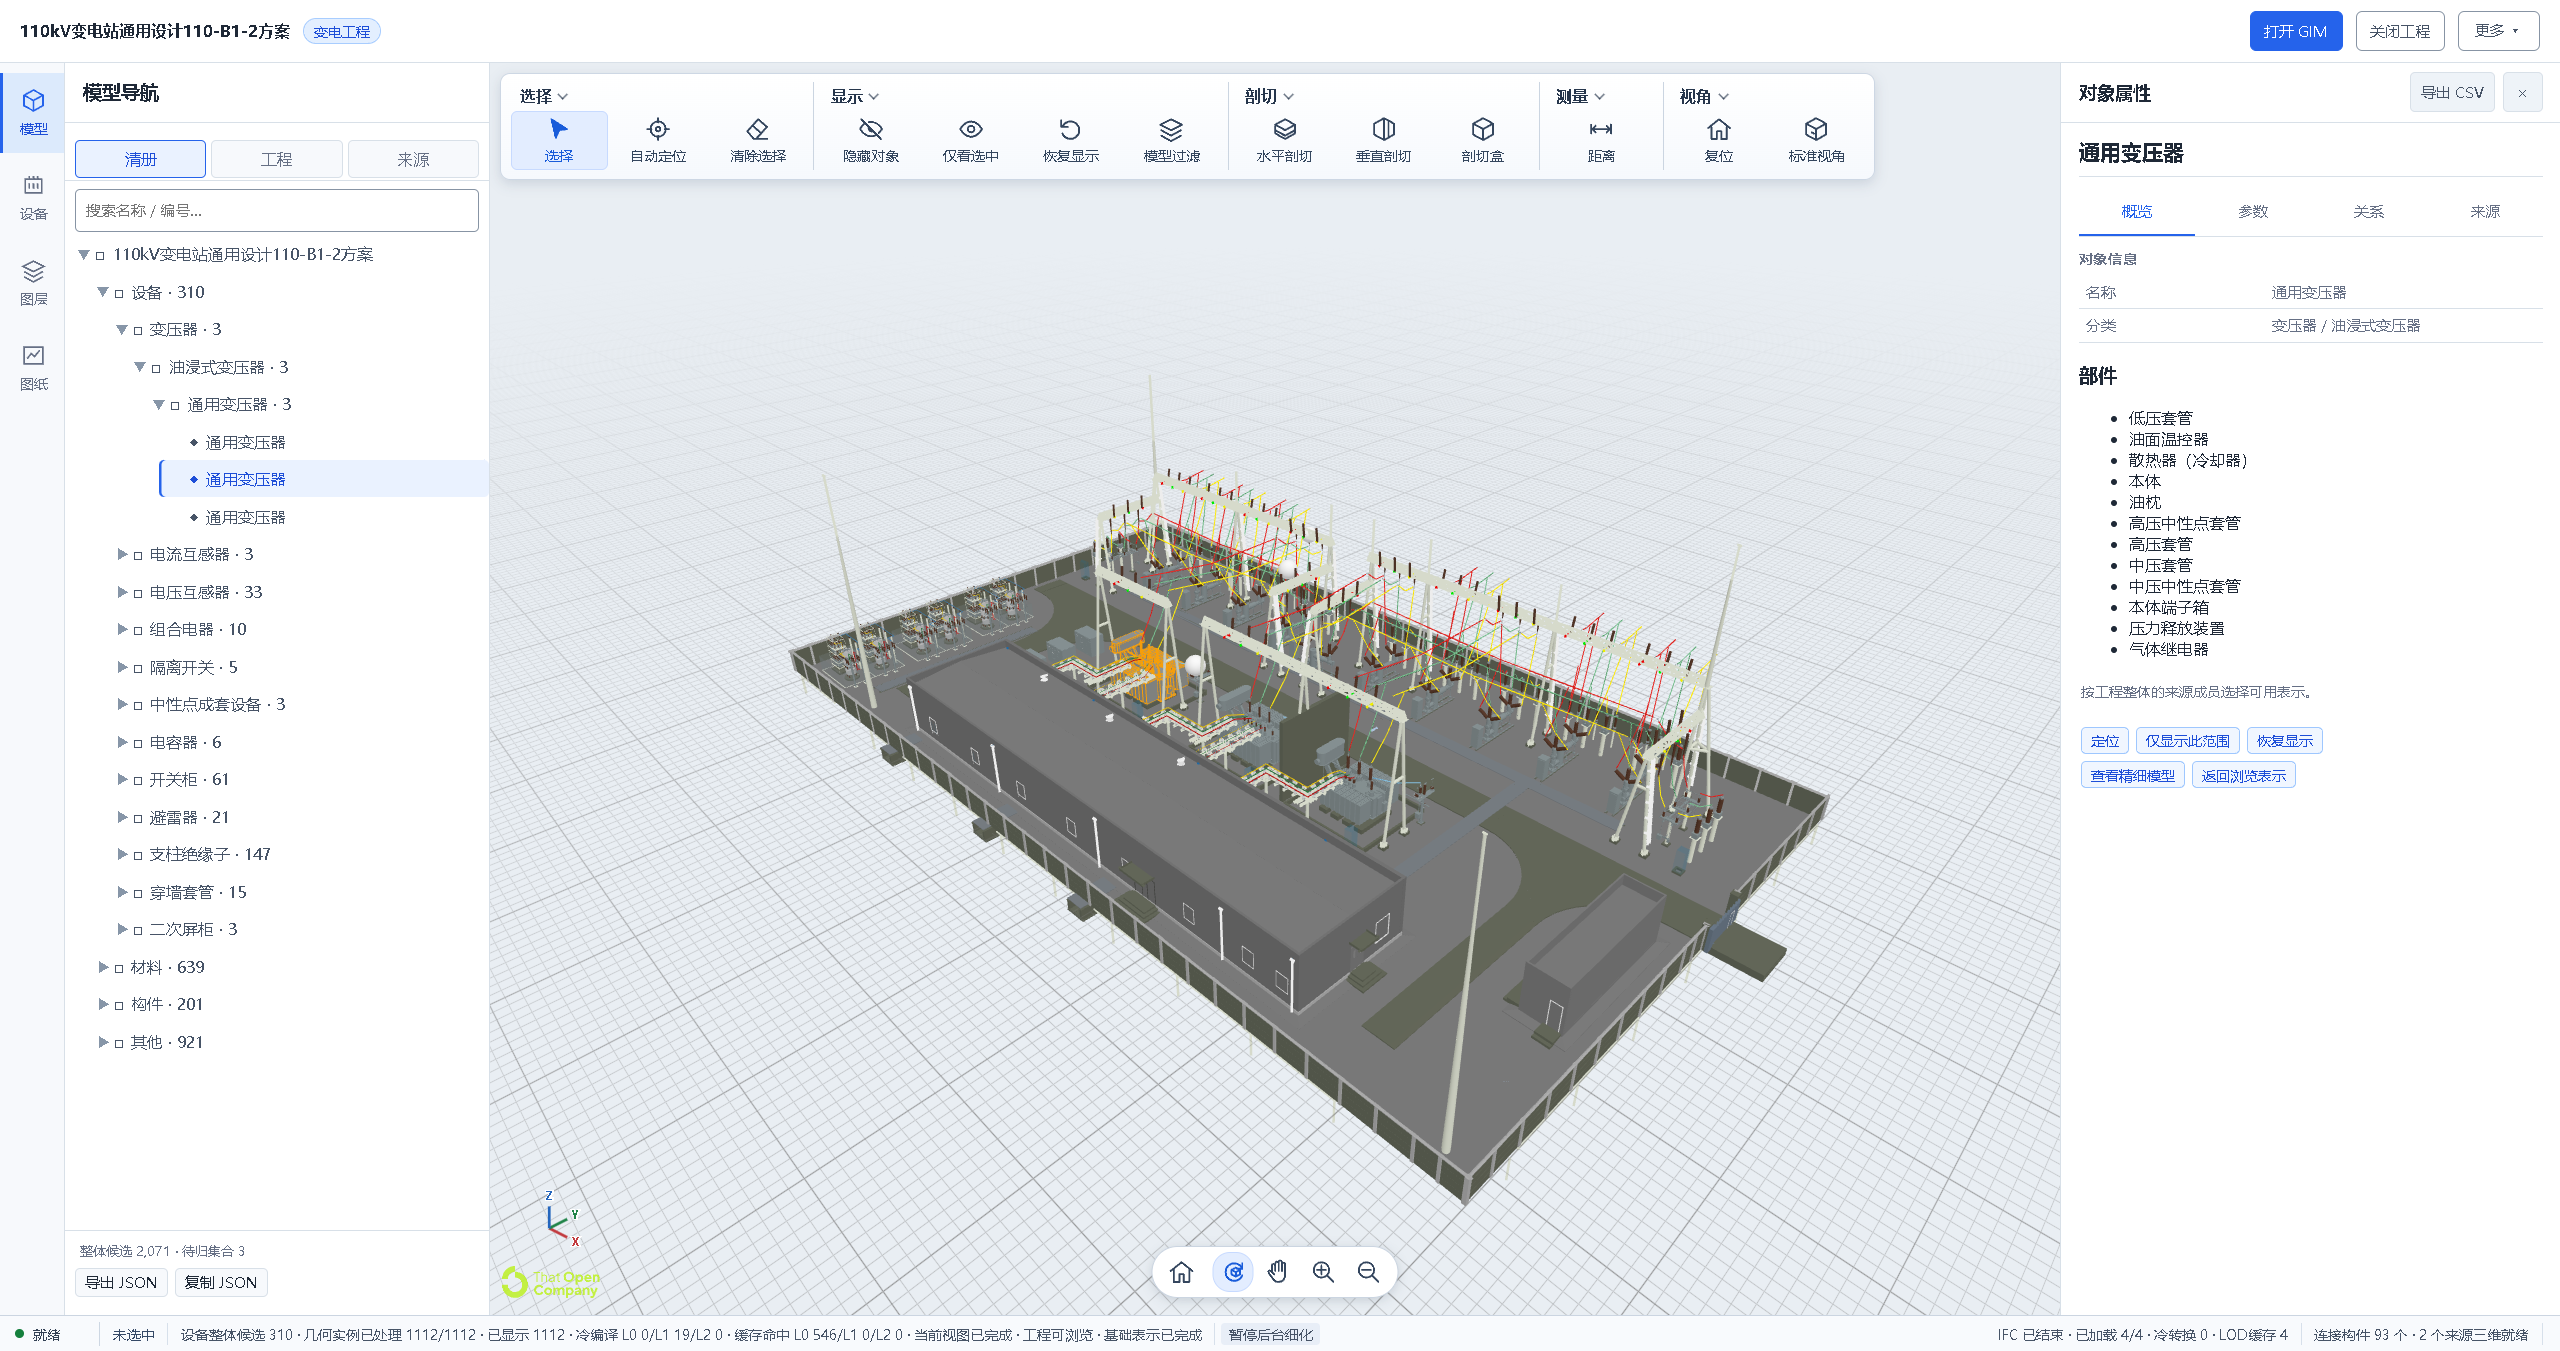 110kV变电站通用设计110-B1-2方案 变电工程 打开 GIM 关闭工程 更多
模型
设备
图层
图纸
模型导航
清册 工程 来源
搜索名称 / 编号...
110kV变电站通用设计110-B1-2方案
设备 · 310
变压器 · 3
油浸式变压器 · 3
通用变压器 · 3
通用变压器
通用变压器
通用变压器
电流互感器 · 3
电压互感器 · 33
组合电器 · 10
隔离开关 · 5
中性点成套设备 · 3
电容器 · 6
开关柜 · 61
避雷器 · 21
支柱绝缘子 · 147
穿墙套管 · 15
二次屏柜 · 3
材料 · 639
构件 · 201
其他 · 921
整体候选 2,071 · 待归集合 3
导出 JSON 复制 JSON
选择 显示 剖切 测量 视角
选择 自动定位 清除选择 隐藏对象 仅看选中 恢复显示 模型过滤 水平剖切 垂直剖切 剖切盒 距离 复位 标准视角
Z
Y
X
That Open
Company
对象属性 导出 CSV ×
通用变压器
概览 参数 关系 来源
对象信息
名称 通用变压器
分类 变压器 / 油浸式变压器
部件
低压套管
油面温控器
散热器（冷却器）
本体
油枕
高压中性点套管
高压套管
中压套管
中压中性点套管
本体端子箱
压力释放装置
气体继电器
按工程整体的来源成员选择可用表示。
定位 仅显示此范围 恢复显示
查看精细模型 返回浏览表示
就绪 未选中 设备整体候选 310 · 几何实例已处理 1112/1112 · 已显示 1112 · 冷编译 L0 0/L1 19/L2 0 · 缓存命中 L0 546/L1 0/L2 0 · 当前视图已完成 · 工程可浏览 · 基础表示已完成 暂停后台细化 IFC 已结束 · 已加载 4/4 · 冷转换 0 · LOD缓存 4 连接构件 93 个 · 2 个来源三维就绪